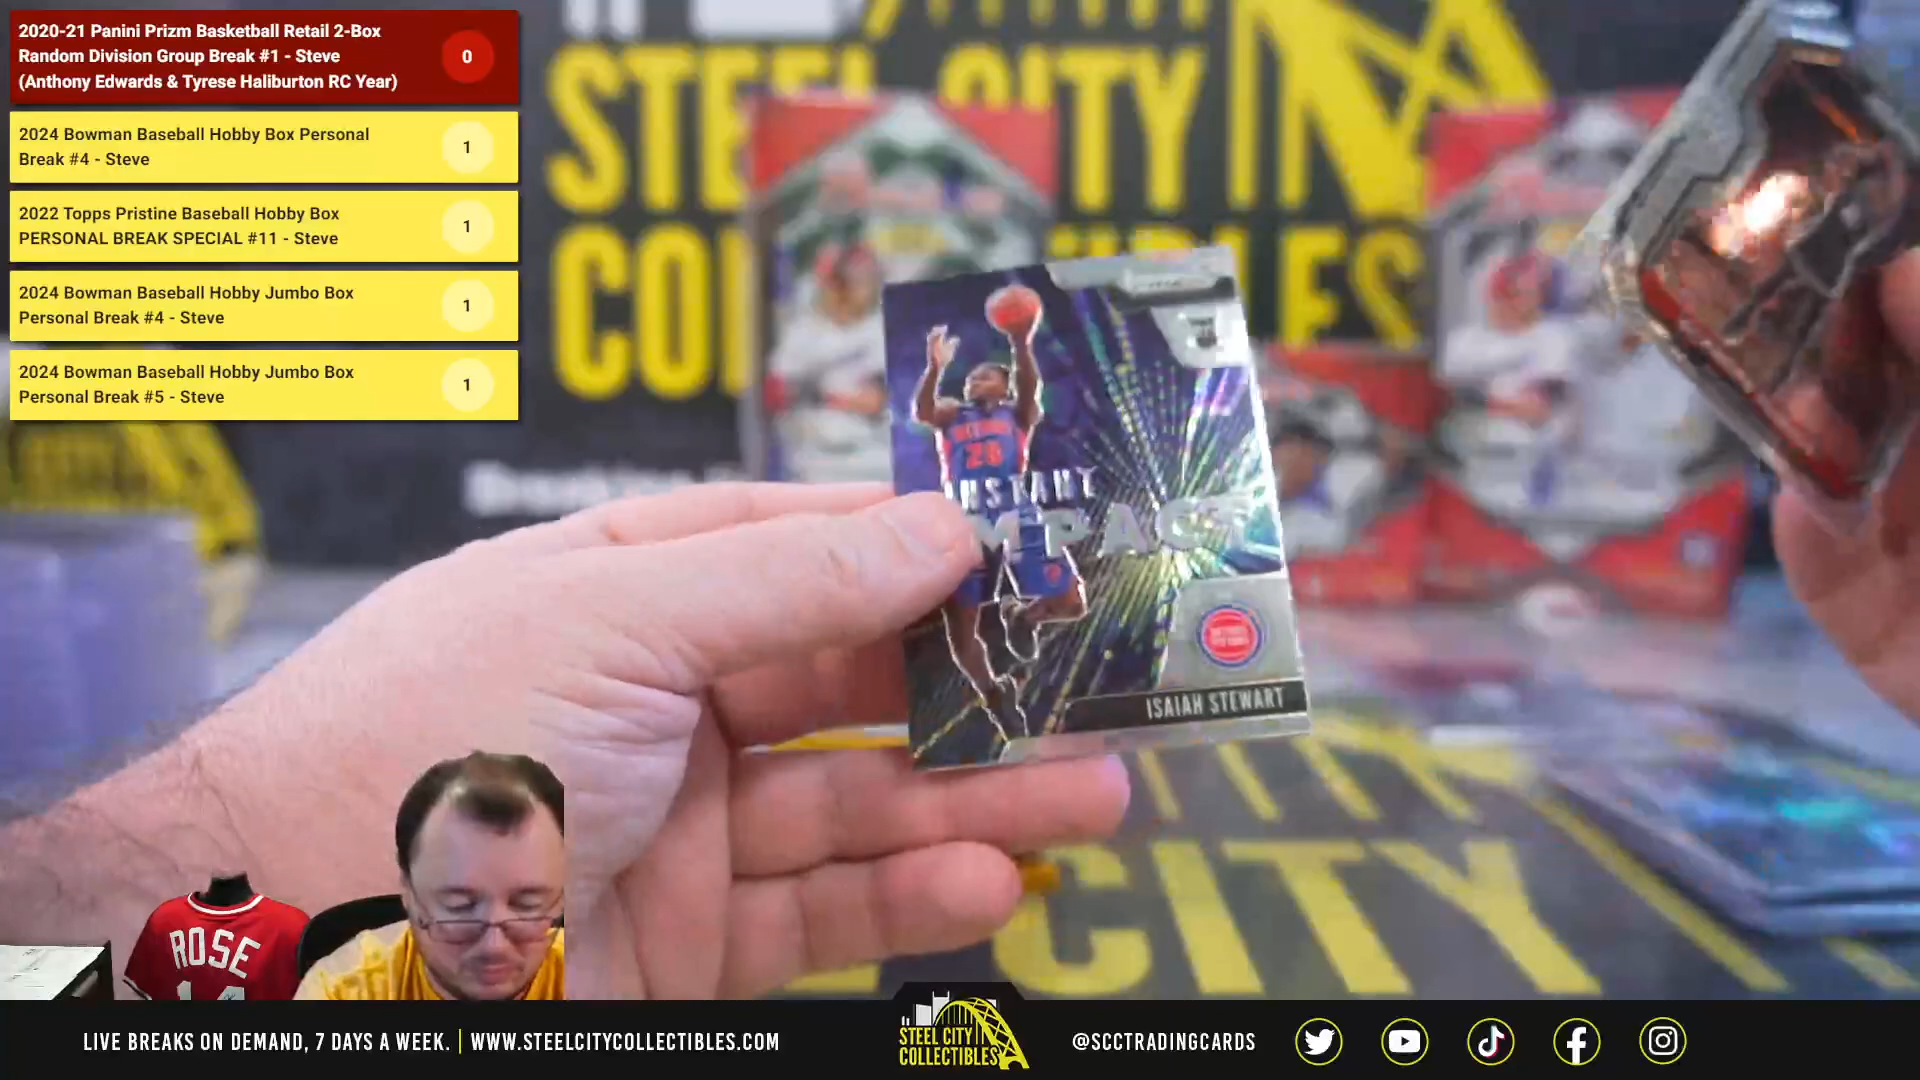 2020-21 Panini Prizm Basketball Retail 2-Box
Random Division Group Break #1 - Steve
(Anthony Edwards & Tyrese Haliburton RC Year)
0
2024 Bowman Baseball Hobby Box Personal
Break #4 - Steve
1
2022 Topps Pristine Baseball Hobby Box
PERSONAL BREAK SPECIAL #11 - Steve
1
2024 Bowman Baseball Hobby Jumbo Box
Personal Break #4 - Steve
1
2024 Bowman Baseball Hobby Jumbo Box
Personal Break #5 - Steve
1
STEEL CITY
INSTANT
IMPACT
ISAIAH STEWART
ROSE
14
CITY
LIVE BREAKS ON DEMAND, 7 DAYS A WEEK. | WWW.STEELCITYCOLLECTIBLES.COM
STEEL CITY
COLLECTIBLES
@SCCTRADINGCARDS